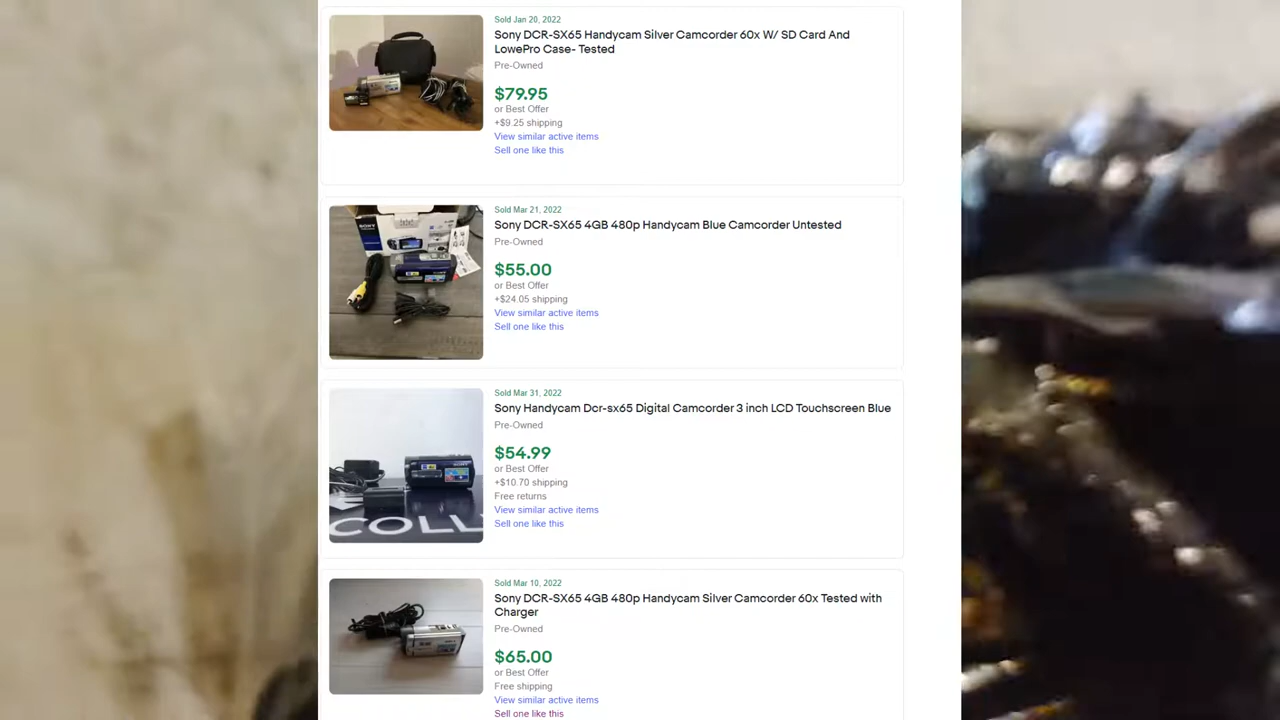 Sold Jan 20, 2022
Sony DCR-SX65 Handycam Silver Camcorder 60x W/ SD Card And
LowePro Case- Tested
Pre-Owned
$79.95
or Best Offer
+$9.25 shipping
View similar active items
Sell one like this
Sold Mar 21, 2022
Sony DCR-SX65 4GB 480p Handycam Blue Camcorder Untested
Pre-Owned
$55.00
or Best Offer
+$24.05 shipping
View similar active items
Sell one like this
SONY
Sold Mar 31, 2022
Sony Handycam Dcr-sx65 Digital Camcorder 3 inch LCD Touchscreen Blue
Pre-Owned
$54.99
or Best Offer
+$10.70 shipping
Free returns
View similar active items
Sell one like this
COLL
Sold Mar 10, 2022
Sony DCR-SX65 4GB 480p Handycam Silver Camcorder 60x Tested with
Charger
Pre-Owned
$65.00
or Best Offer
Free shipping
View similar active items
Sell one like this